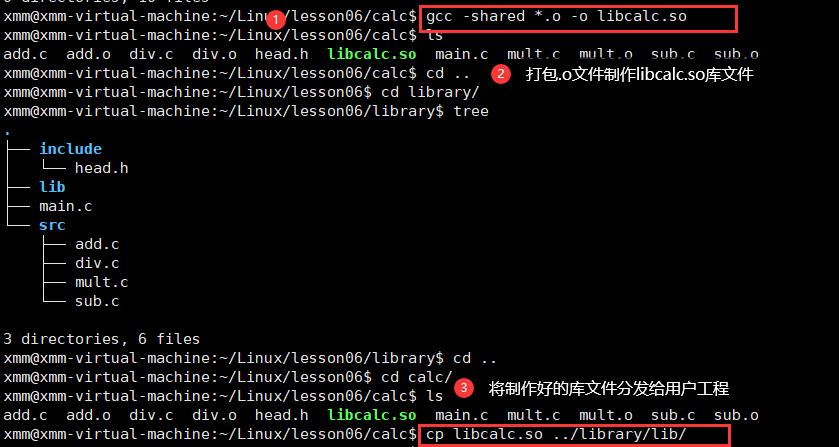 xmm@xmm-virtual-machine:~/Linux/lesson06/calc$ gcc -shared *.o -o libcalc.so
1
xmm@xmm-virtual-machine:~/Linux/lesson06/calc$ ls
add.c  add.o  div.c  div.o  head.h  libcalc.so  main.c  mult.c  mult.o  sub.c  sub.o
xmm@xmm-virtual-machine:~/Linux/lesson06/calc$ cd ..
2 打包.o文件制作libcalc.so库文件
xmm@xmm-virtual-machine:~/Linux/lesson06$ cd library/
xmm@xmm-virtual-machine:~/Linux/lesson06/library$ tree
.
├── include
│   └── head.h
├── lib
├── main.c
└── src
    ├── add.c
    ├── div.c
    ├── mult.c
    └── sub.c
3 directories, 6 files
xmm@xmm-virtual-machine:~/Linux/lesson06/library$ cd ..
xmm@xmm-virtual-machine:~/Linux/lesson06$ cd calc/
3 将制作好的库文件分发给用户工程
xmm@xmm-virtual-machine:~/Linux/lesson06/calc$ ls
add.c  add.o  div.c  div.o  head.h  libcalc.so  main.c  mult.c  mult.o  sub.c  sub.o
xmm@xmm-virtual-machine:~/Linux/lesson06/calc$ cp libcalc.so ../library/lib/